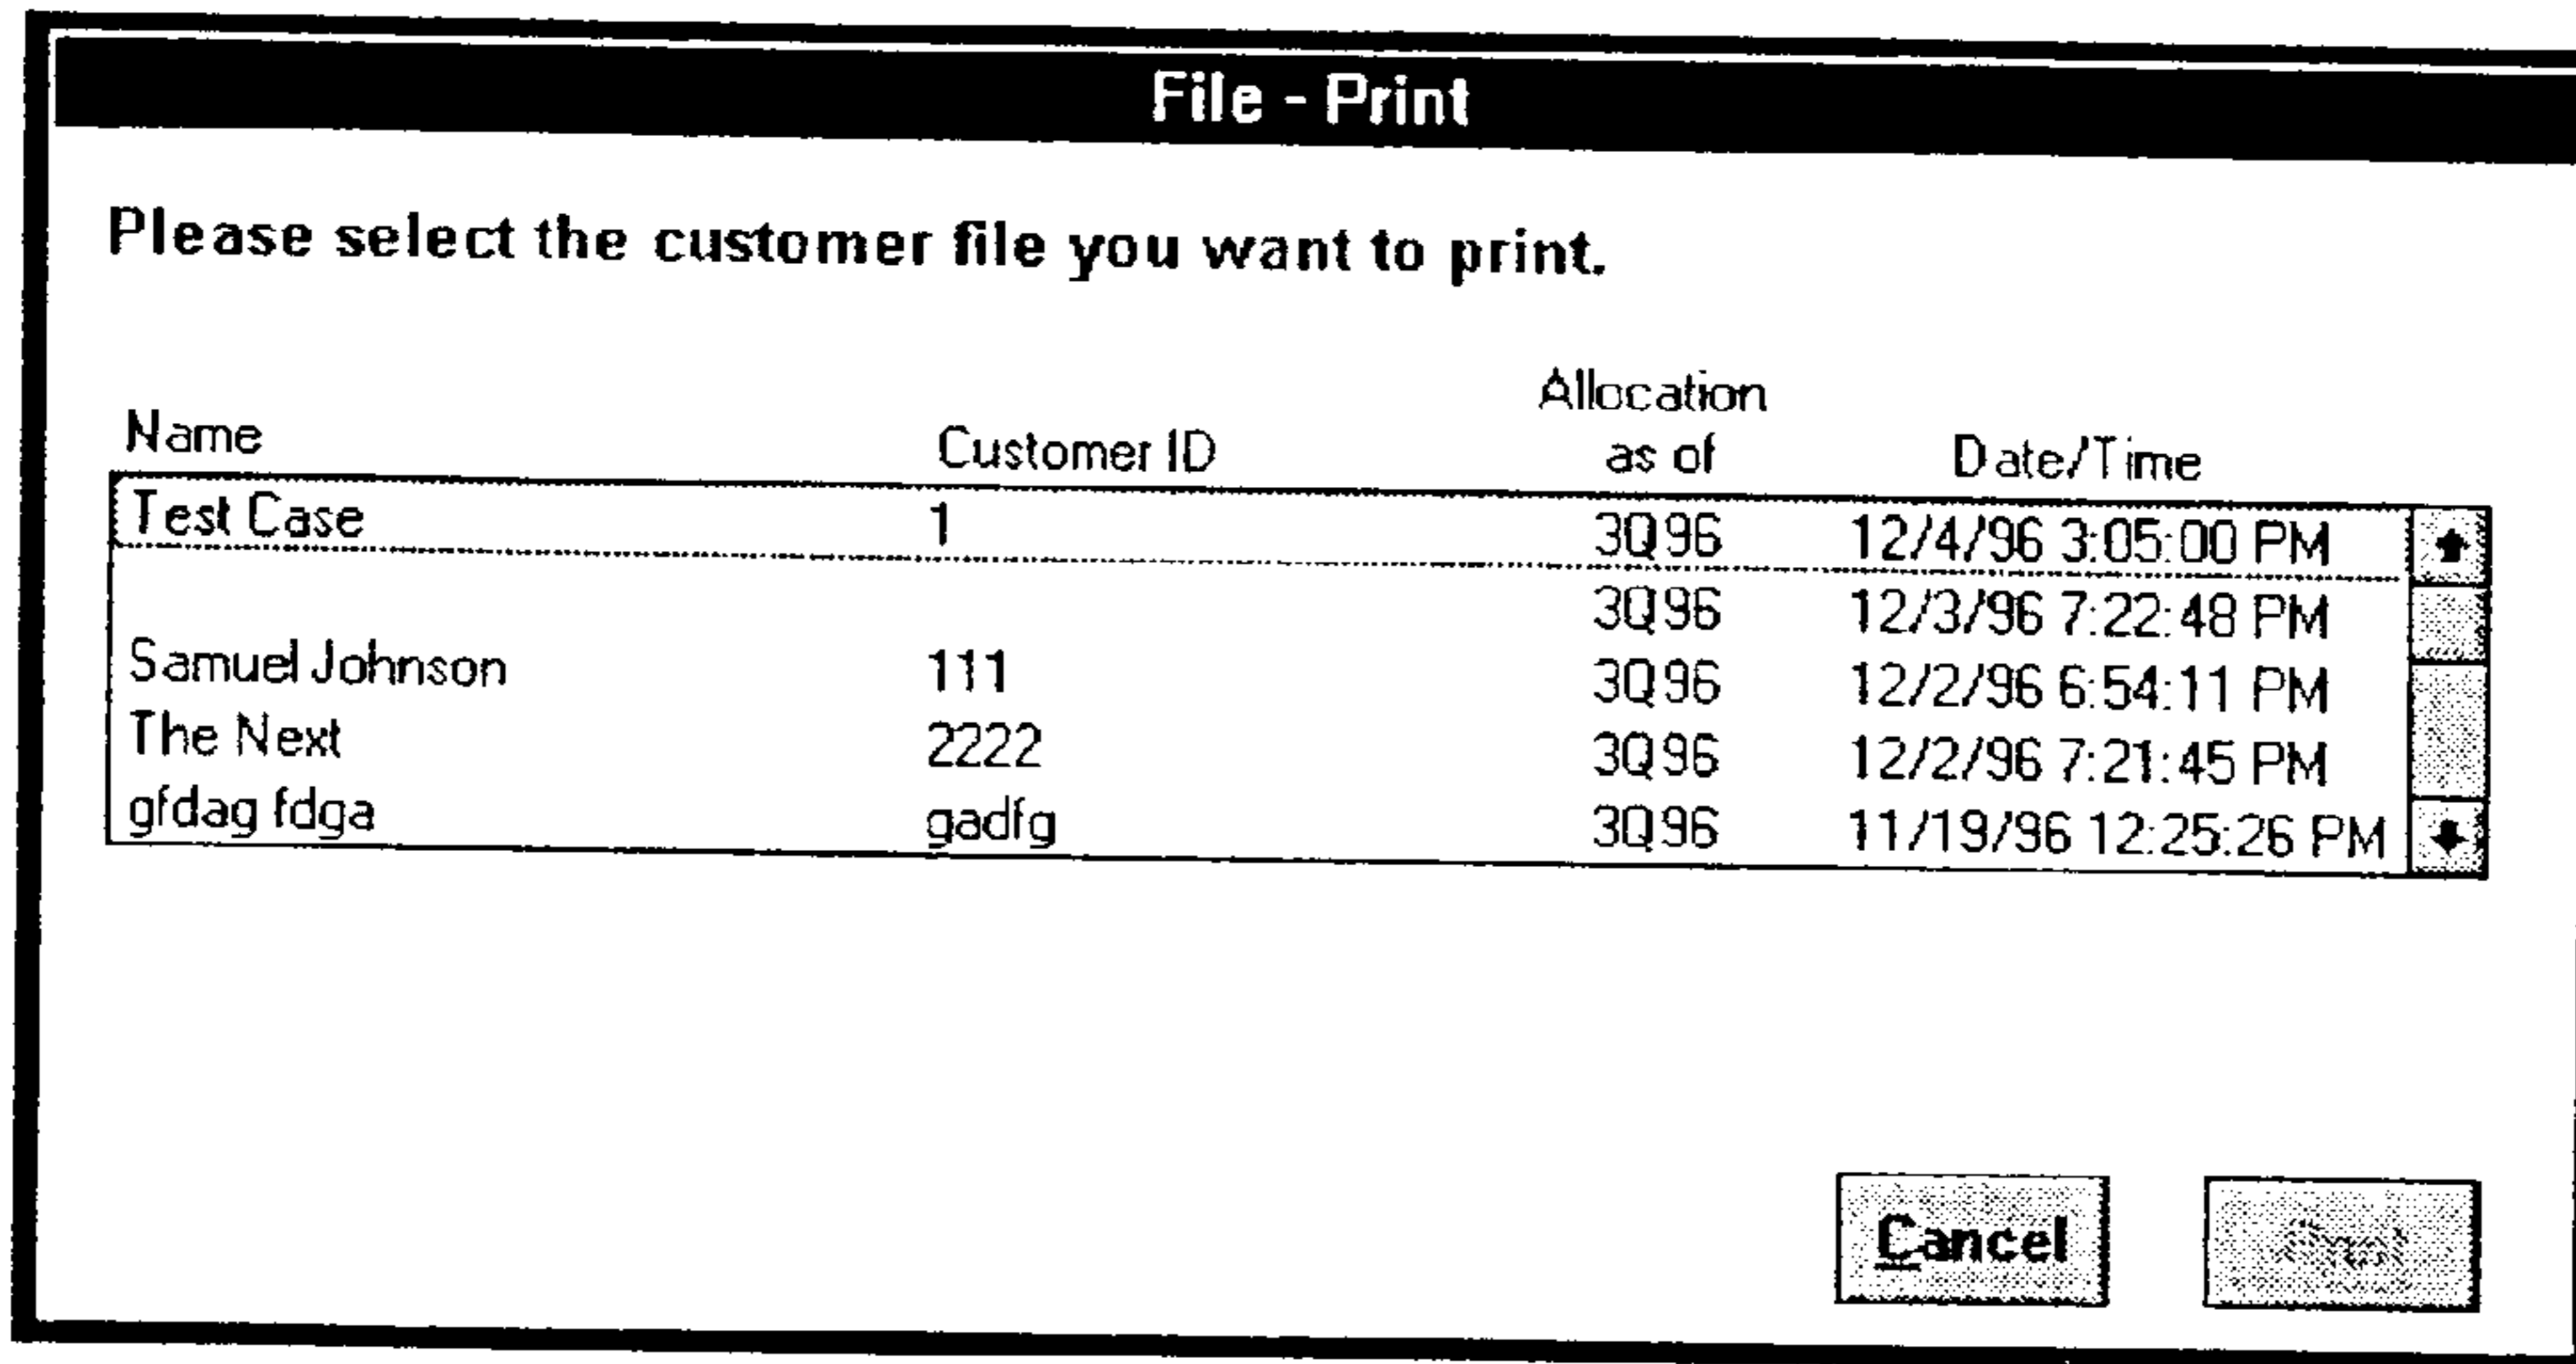 File - Print
Please select the customer file you want to print.
Allocation
Name Customer ID as of Date/Time
Test Case 1 3Q96 12/4/96 3:05:00 PM
3Q96 12/3/96 7:22:48 PM
Samuel Johnson 111 3Q96 12/2/96 6:54:11 PM
The Next 2222 3Q96 12/2/96 7:21:45 PM
gfdag fdga gadfg 3Q96 11/19/96 12:25:26 PM
Cancel